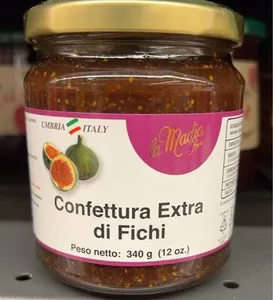 UMBRIA ITALY
la Madia
Confettura Extra
di Fichi
Peso netto: 340 g (12 oz.)